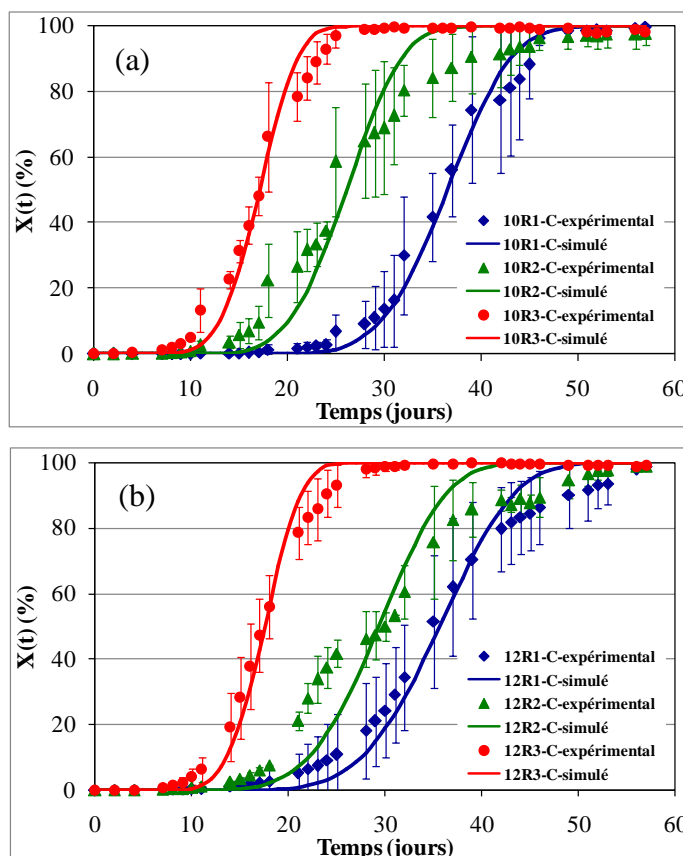 100
(a)
80
60
X(t) (%)
10R1-C-expérimental
10R1-C-simulé
40
10R2-C-expérimental
10R2-C-simulé
20
10R3-C-expérimental
10R3-C-simulé
0
0 10 20 30 40 50 60
Temps (jours)
100
(b)
80
60
X(t) (%)
12R1-C-expérimental
12R1-C-simulé
40
12R2-C-expérimental
12R2-C-simulé
20
12R3-C-expérimental
12R3-C-simulé
0
0 10 20 30 40 50 60
Temps (jours)